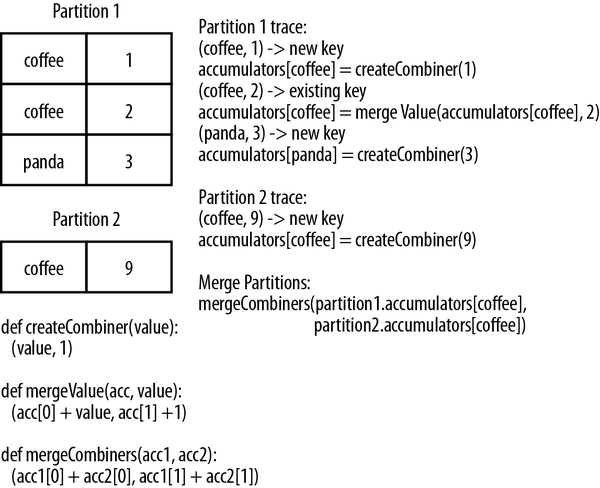 Partition 1
coffee 1
coffee 2
panda 3
Partition 2
coffee 9
def createCombiner(value):
(value, 1)
def mergeValue(acc, value):
(acc[0] + value, acc[1] +1)
def mergeCombiners(acc1, acc2):
(acc1[0] + acc2[0], acc1[1] + acc2[1])
Partition 1 trace:
(coffee, 1) -> new key
accumulators[coffee] = createCombiner(1)
(coffee, 2) -> existing key
accumulators[coffee] = merge Value(accumulators[coffee], 2)
(panda, 3) -> new key
accumulators[panda] = createCombiner(3)
Partition 2 trace:
(coffee, 9) -> new key
accumulators[coffee] = createCombiner(9)
Merge Partitions:
mergeCombiners(partition1.accumulators[coffee],
partition2.accumulators[coffee])